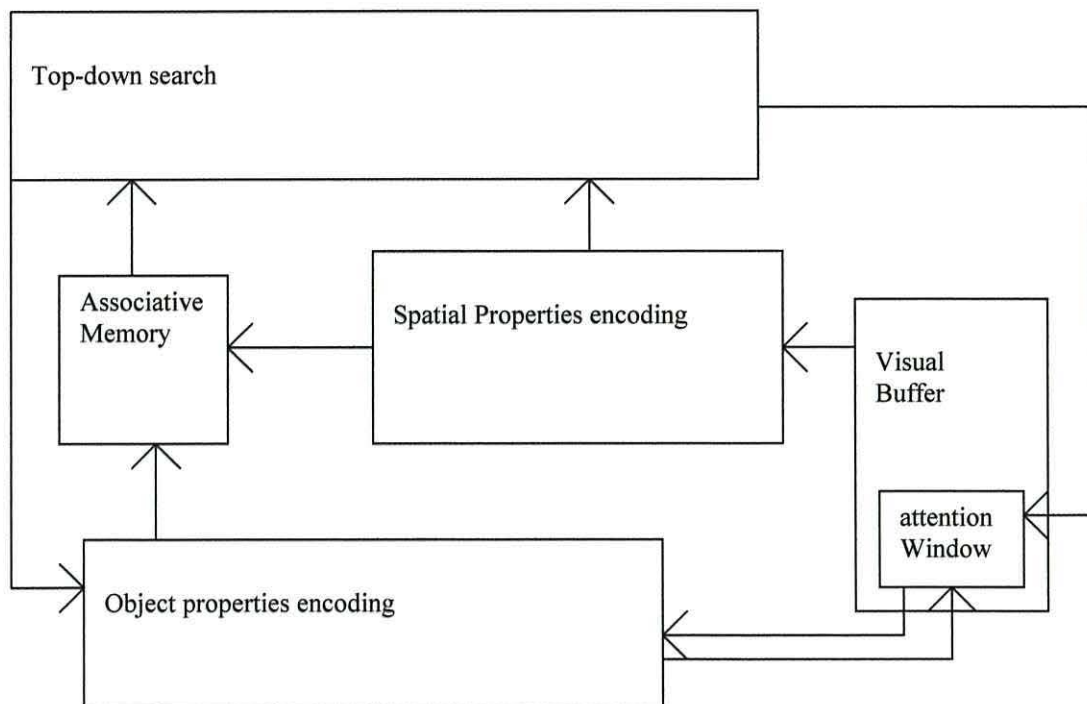 Top-down search
Associative
Memory
Spatial Properties encoding
Visual
Buffer
attention
Window
Object properties encoding